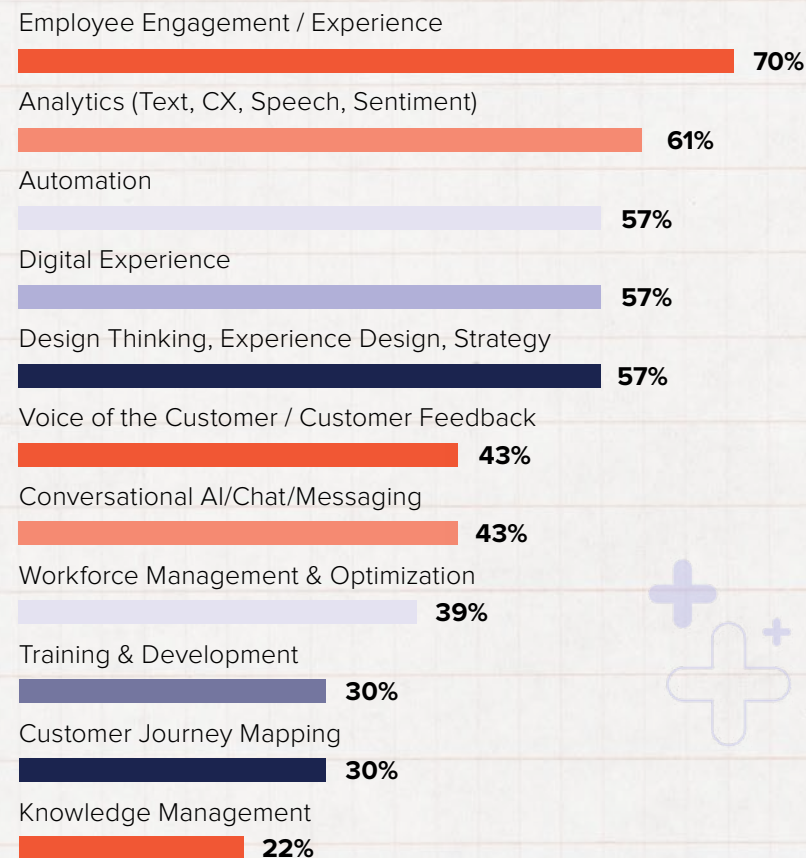 Employee Engagement / Experience
70%
Analytics (Text, CX, Speech, Sentiment)
61%
Automation
57%
Digital Experience
57%
Design Thinking, Experience Design, Strategy
57%
Voice of the Customer / Customer Feedback
43%
Conversational AI/Chat/Messaging
43%
Workforce Management & Optimization
39%
Training & Development
30%
Customer Journey Mapping
30%
Knowledge Management
22%